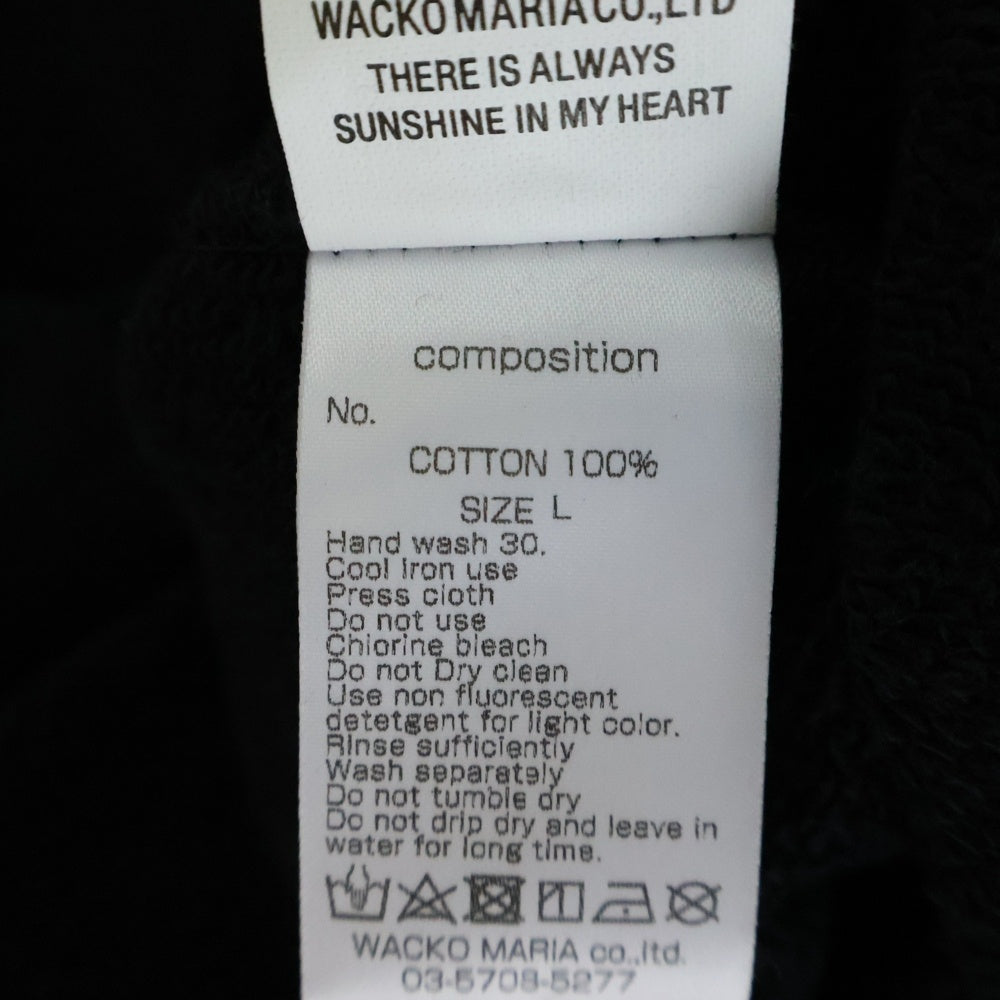 WACKO MARIA CO.,LTD
THERE IS ALWAYS
SUNSHINE IN MY HEART
composition
No.
COTTON 100%
SIZE L
Hand wash 30.
Cool Iron use
Press cloth
Do not use
Chlorine bleach
Do not Dry clean
Use non fluorescent
detetgent for light color.
Rinse sufficiently
Wash separately
Do not tumble dry
Do not drip dry and leave in
water for long time.
WACKO MARIA co.,ltd.
03-5708-5277